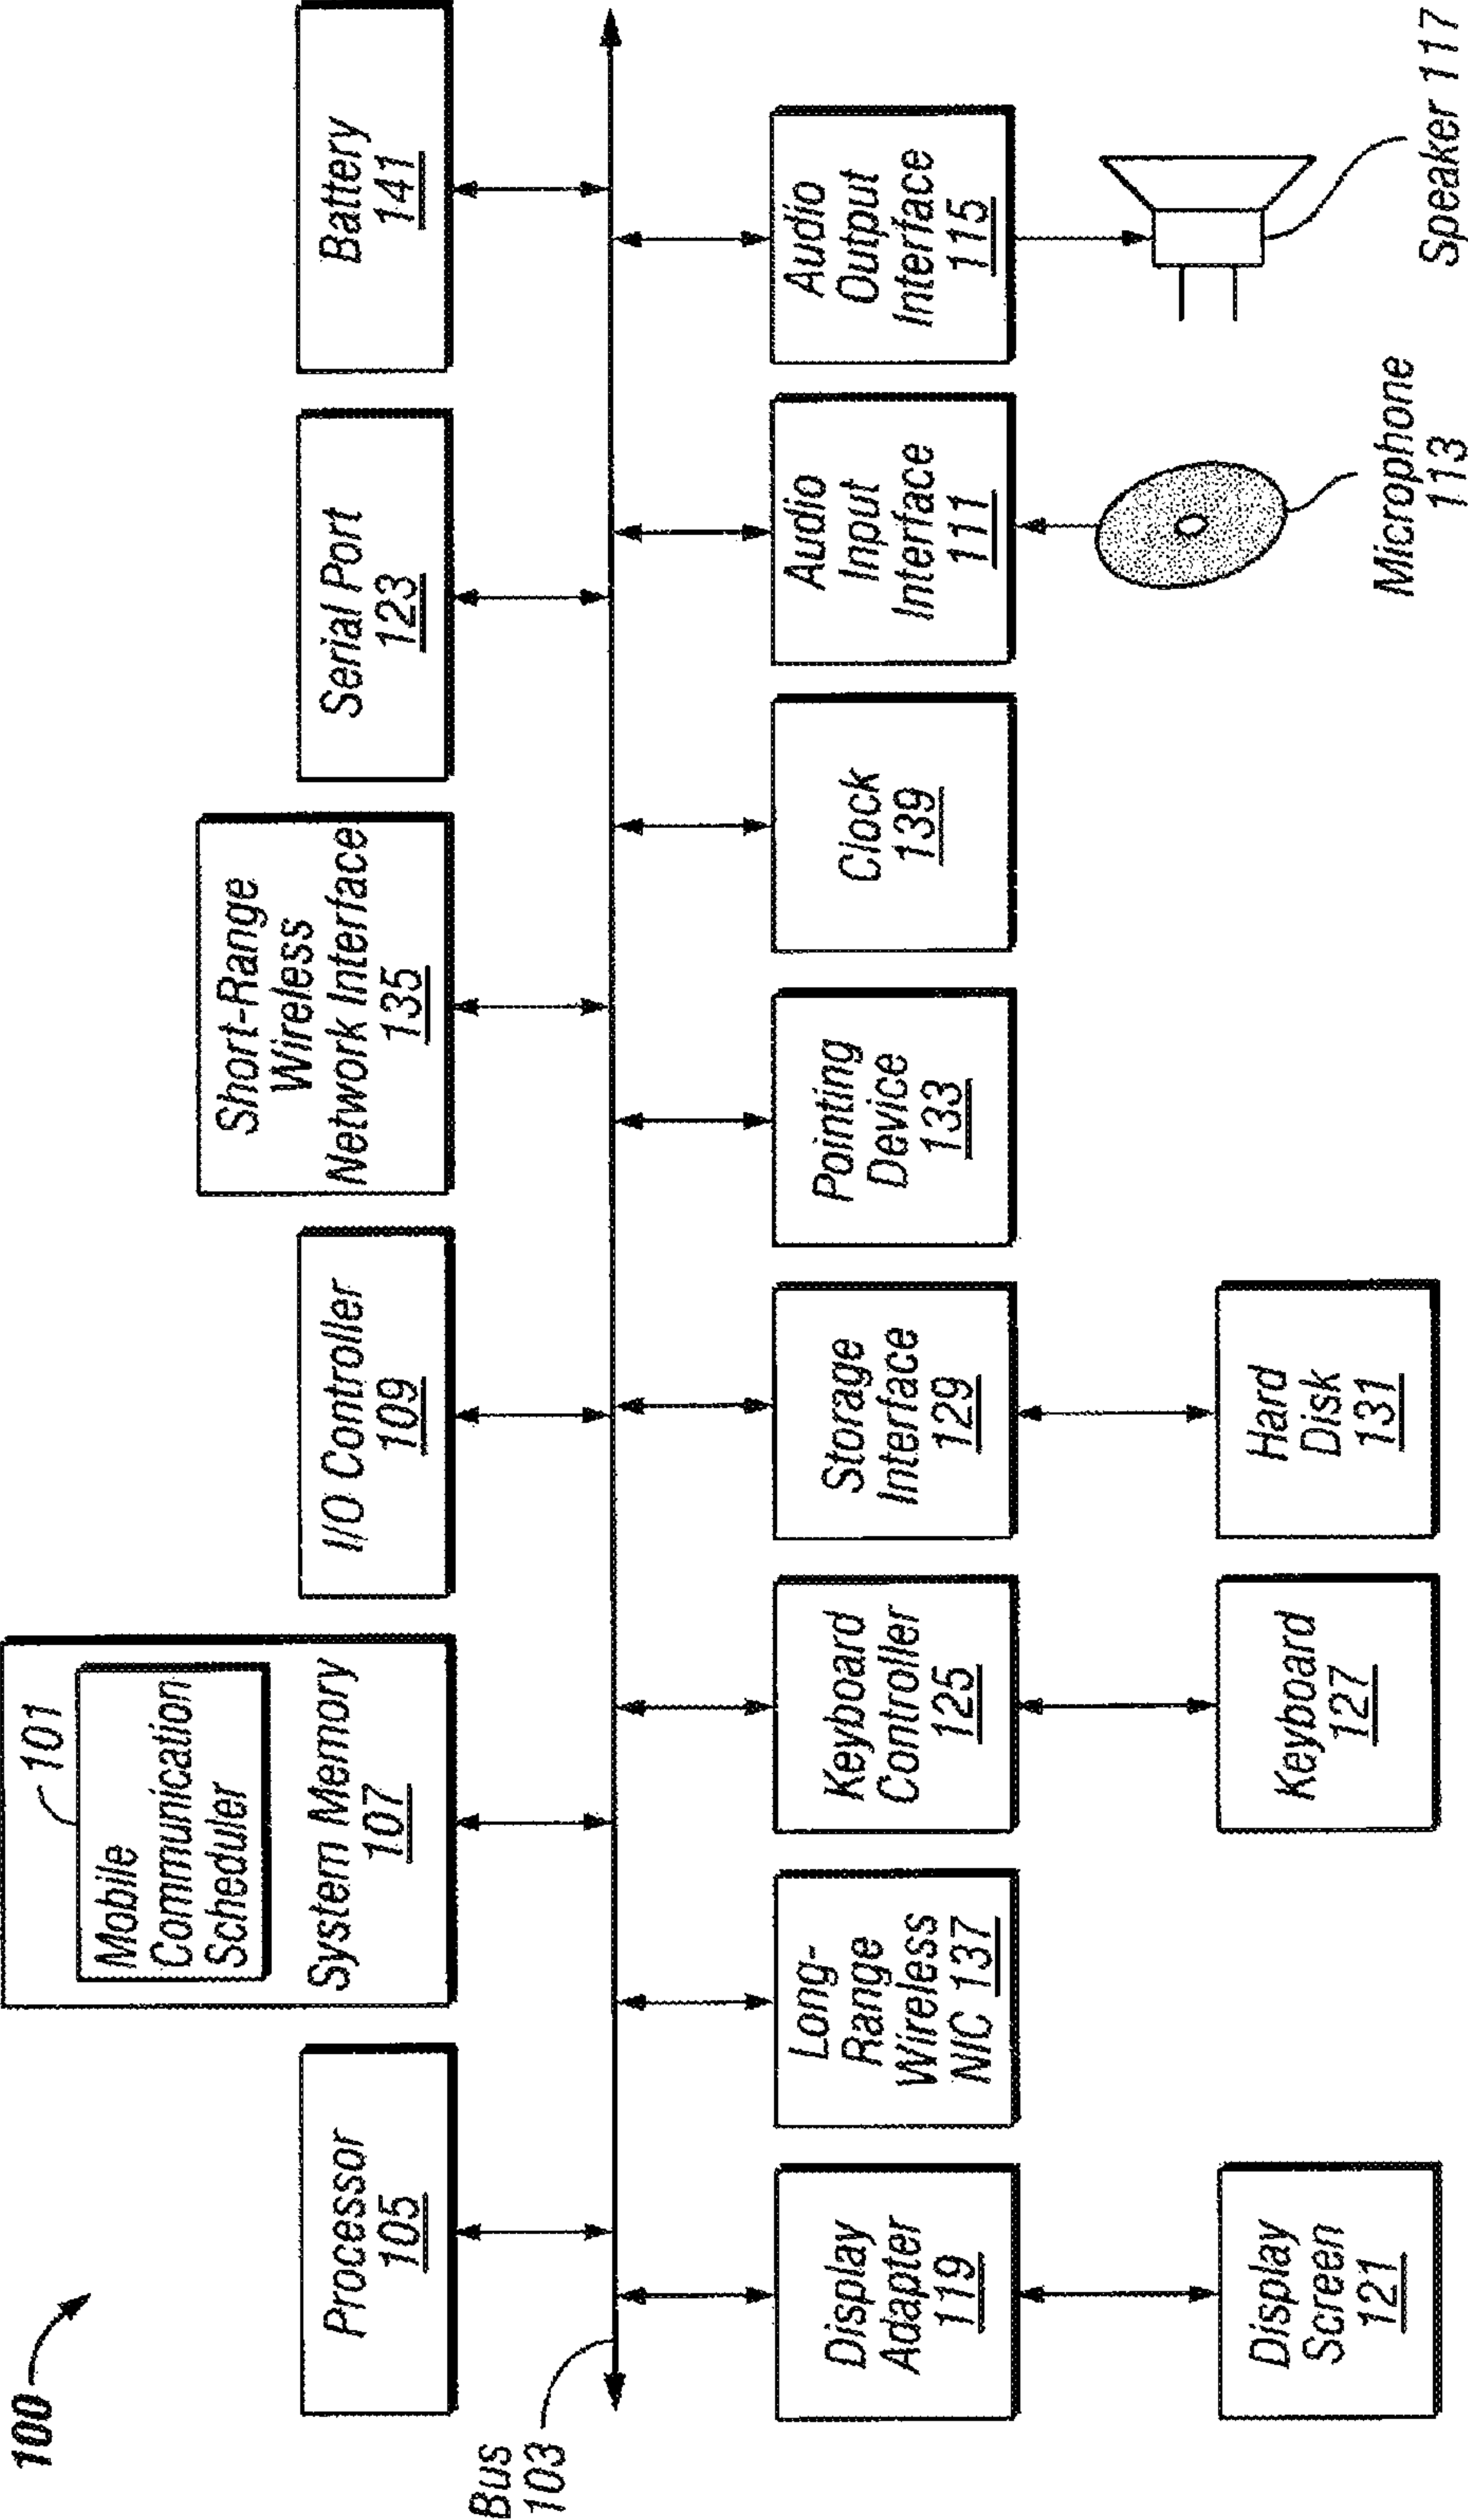 100
101
Mobile
Communication
Scheduler
System Memory
107
Processor
105
I/O Controller
109
Short-Range
Wireless
Network Interface
135
Serial Port
123
Battery
141
Bus
103
Display
Adapter
119
Long-
Range
Wireless
NIC 137
Keyboard
Controller
125
Storage
Interface
129
Pointing
Device
133
Clock
139
Audio
Input
Interface
111
Audio
Output
Interface
115
Display
Screen
121
Keyboard
127
Hard
Disk
131
Microphone
113
Speaker 117